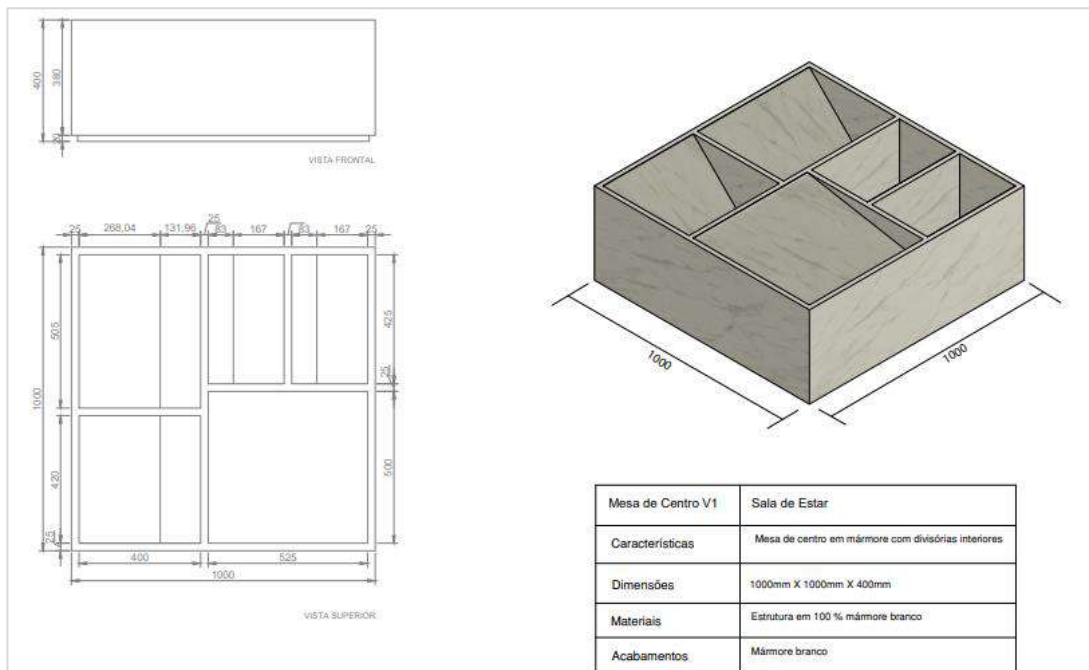 400
380
20
VISTA FRONTAL
25
25 268,04 131,96 83 167 83 167 25
505
425
25
1000
420
500
25
400 525
1000
VISTA SUPERIOR
1000 1000
Mesa de Centro V1 Sala de Estar
Características Mesa de centro em mármore com divisórias interiores
Dimensões 1000mm X 1000mm X 400mm
Materiais Estrutura em 100 % mármore branco
Acabamentos Mármore branco